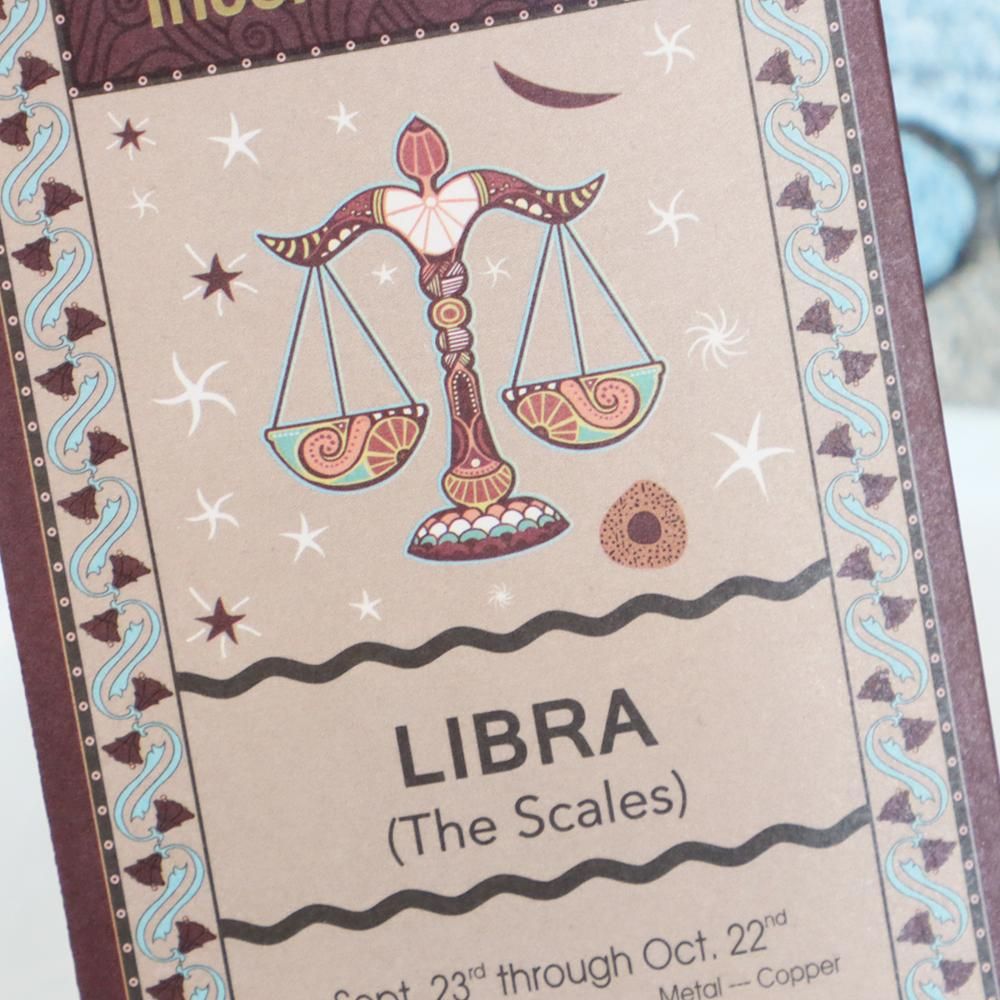 LIBRA
(The Scales)
Sept. 23rd through Oct. 22nd
Metal --- Copper